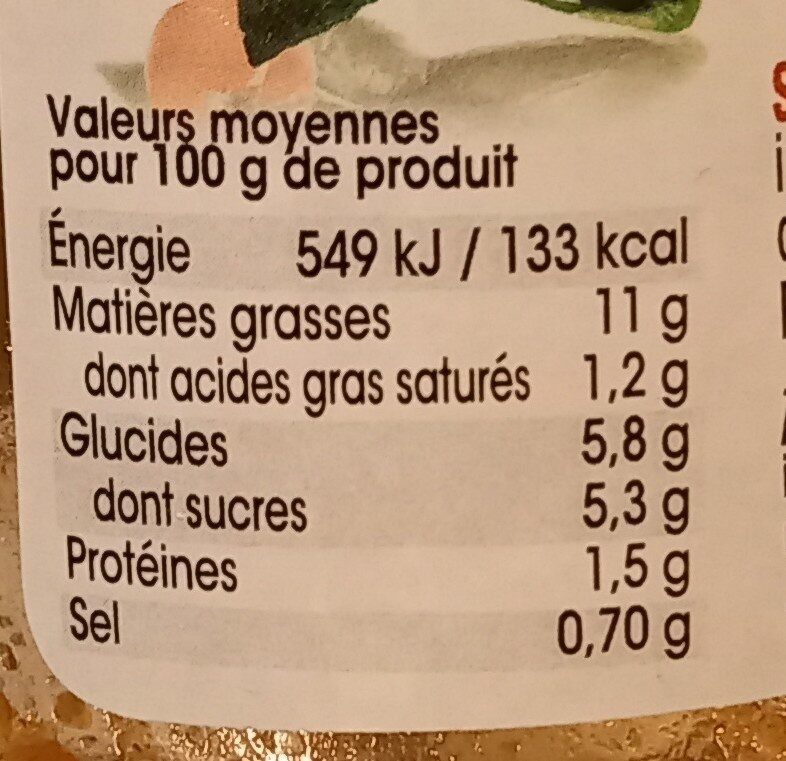 Valeurs moyennes
pour 100 g de produit
Énergie 549 kJ / 133 kcal
Matières grasses 11 g
dont acides gras saturés 1,2 g
Glucides 5,8 g
dont sucres 5,3 g
Protéines 1,5 g
Sel 0,70 g